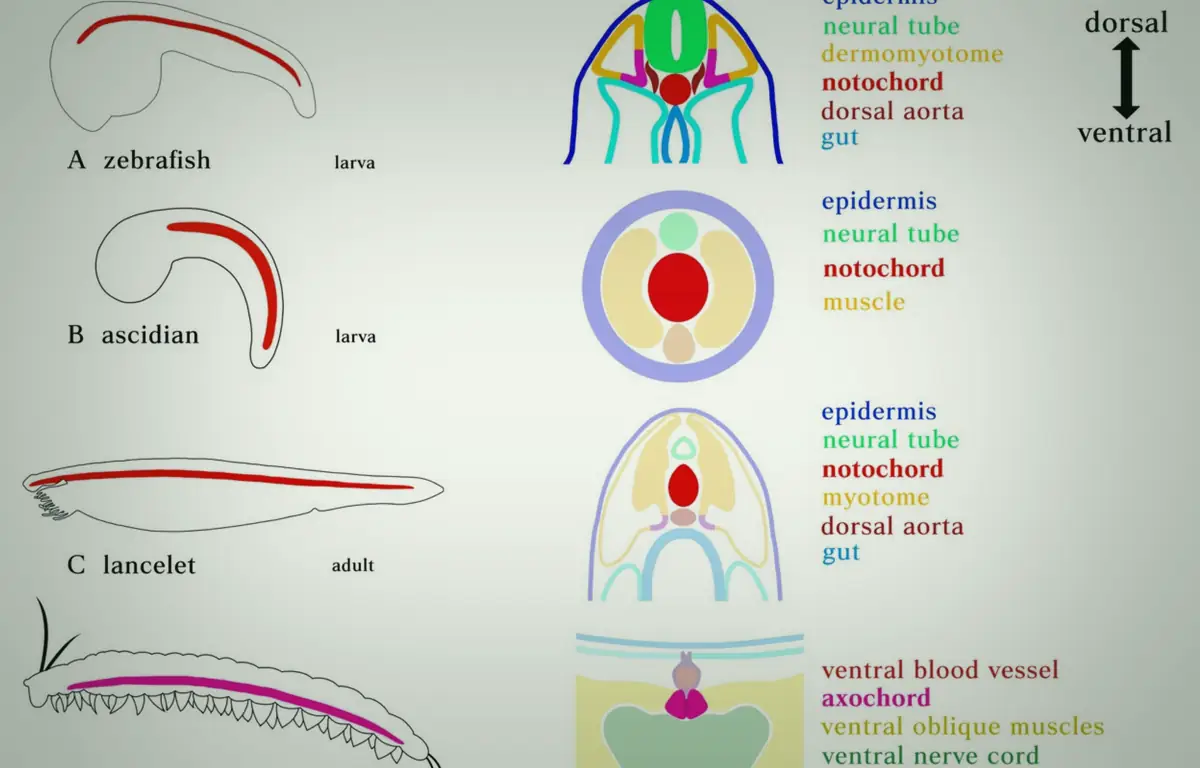 epidermis
neural tube
dermomyotome
notochord
dorsal aorta
gut
dorsal
ventral
A zebrafish larva
epidermis
neural tube
notochord
muscle
B ascidian larva
epidermis
neural tube
notochord
myotome
dorsal aorta
gut
C lancelet adult
ventral blood vessel
axochord
ventral oblique muscles
ventral nerve cord